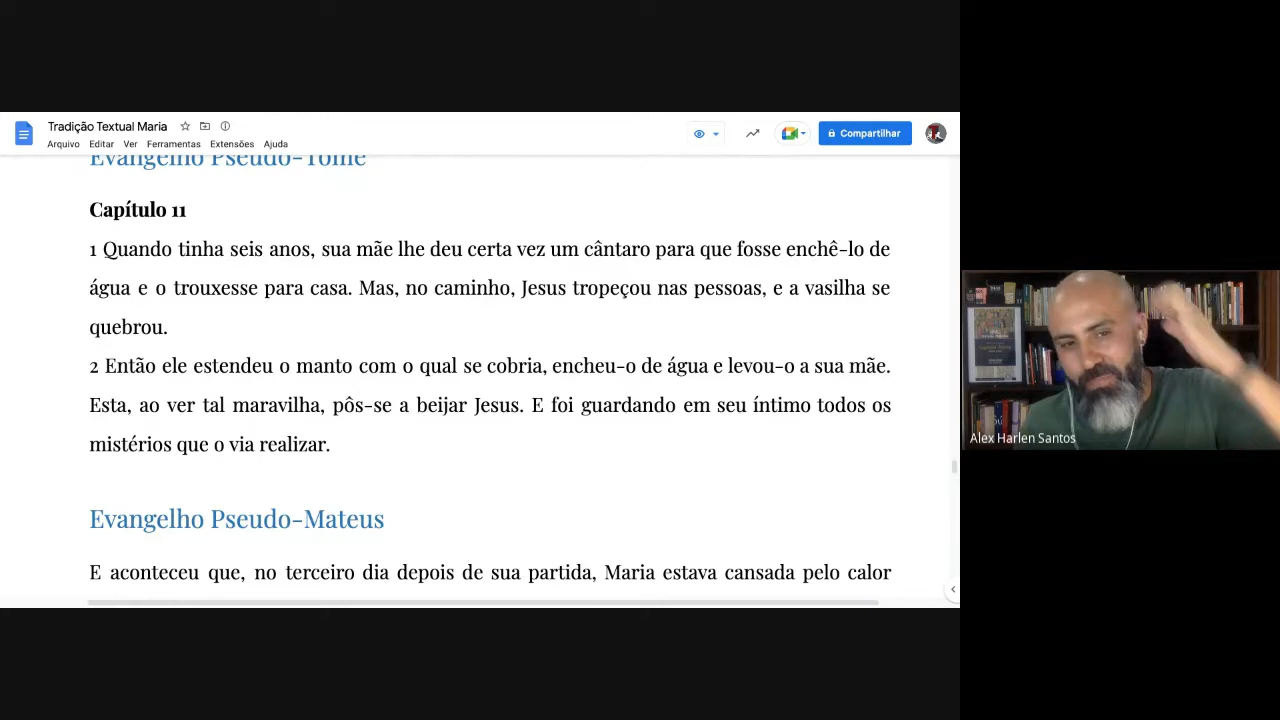 Tradição Textual Maria
Arquivo Editar Ver Ferramentas Extensões Ajuda
Compartilhar
Evangelho Pseudo-Tomé
Capítulo 11
1 Quando tinha seis anos, sua mãe lhe deu certa vez um cântaro para que fosse enchê-lo de
água e o trouxesse para casa. Mas, no caminho, Jesus tropeçou nas pessoas, e a vasilha se
quebrou.
2 Então ele estendeu o manto com o qual se cobria, encheu-o de água e levou-o a sua mãe.
Esta, ao ver tal maravilha, pôs-se a beijar Jesus. E foi guardando em seu íntimo todos os
mistérios que o via realizar.
Evangelho Pseudo-Mateus
E aconteceu que, no terceiro dia depois de sua partida, Maria estava cansada pelo calor
Alex Harlen Santos